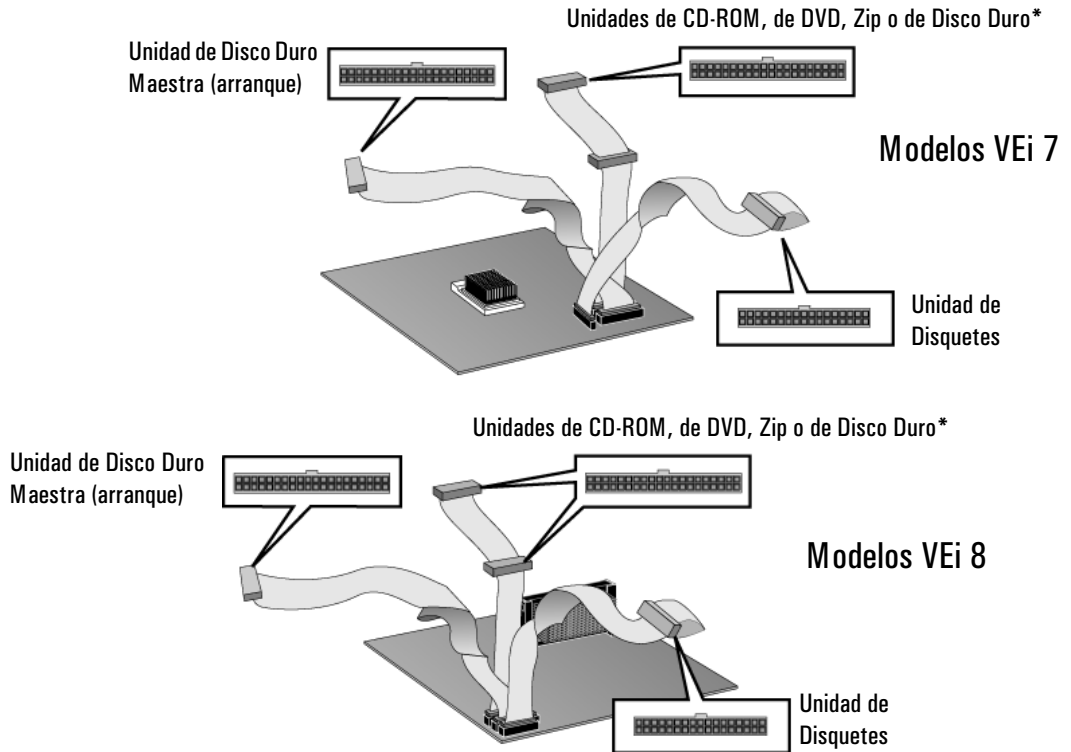 Unidades de CD-ROM, de DVD, Zip o de Disco Duro*
Unidad de Disco Duro
Maestra (arranque)
Modelos VEi 7
Unidad de
Disquetes
Unidades de CD-ROM, de DVD, Zip o de Disco Duro*
Unidad de Disco Duro
Maestra (arranque)
Modelos VEi 8
Unidad de
Disquetes